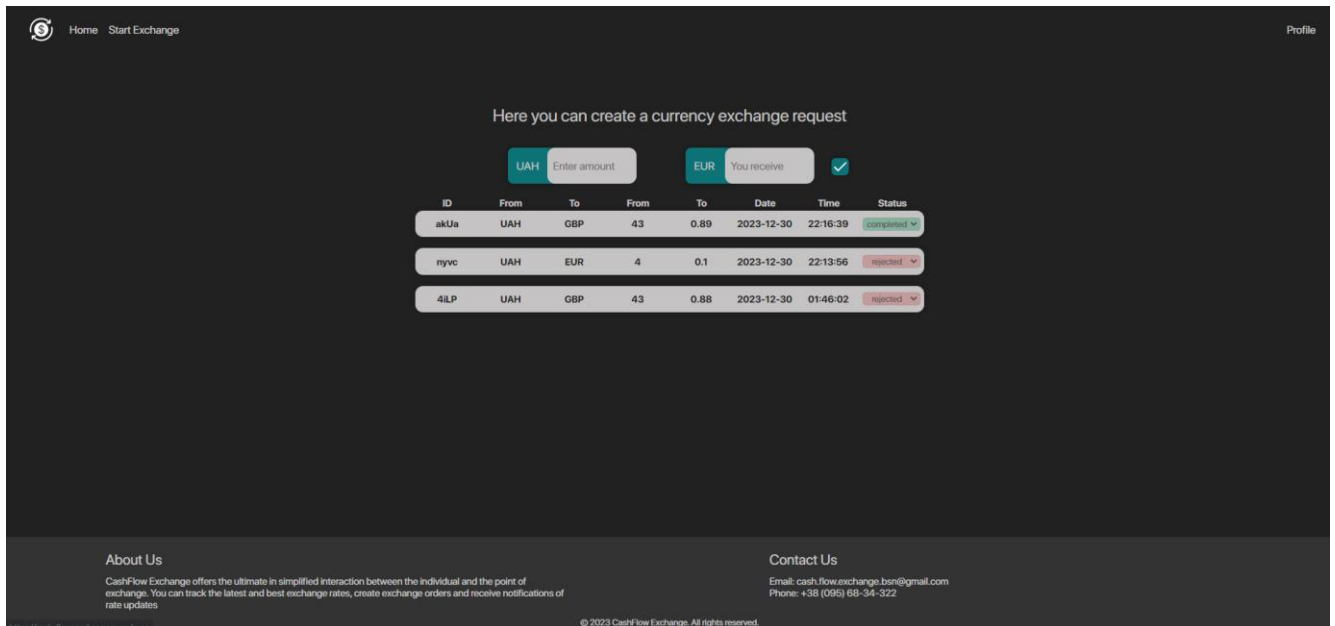 Home Start Exchange Profile
Here you can create a currency exchange request
UAH Enter amount EUR You receive
ID From To From To Date Time Status
akUa UAH GBP 43 0.89 2023-12-30 22:16:39 completed
nyvc UAH EUR 4 0.1 2023-12-30 22:13:56 rejected
4iLP UAH GBP 43 0.88 2023-12-30 01:46:02 rejected
About Us
CashFlow Exchange offers the ultimate in simplified interaction between the individual and the point of
exchange. You can track the latest and best exchange rates, create exchange orders and receive notifications of
rate updates
Contact Us
Email: cash.flow.exchange.bsn@gmail.com
Phone: +38 (095) 68-34-322
© 2023 CashFlow Exchange. All rights reserved.